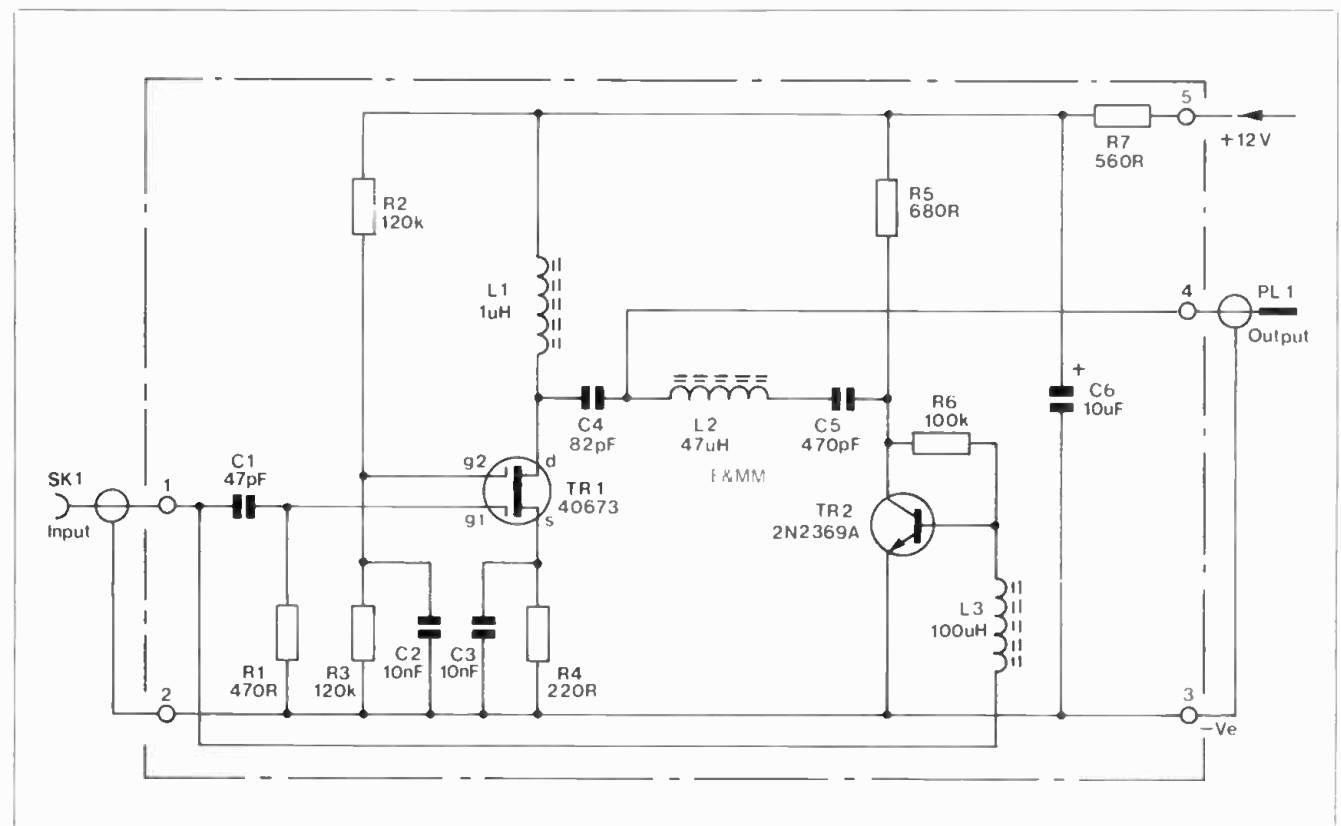 5
+12V
R7
560R
R2
120k
R5
680R
L1
1uH
4
PL1
Output
+
C6
10uF
R6
100k
C4
82pF
L2
47uH
C5
470pF
E&MM
SK1
Input
1
C1
47pF
g2
d
g1
s
TR1
40673
TR2
2N2369A
L3
100uH
R1
470R
R3
120k
C2
10nF
C3
10nF
R4
220R
2
3
-Ve